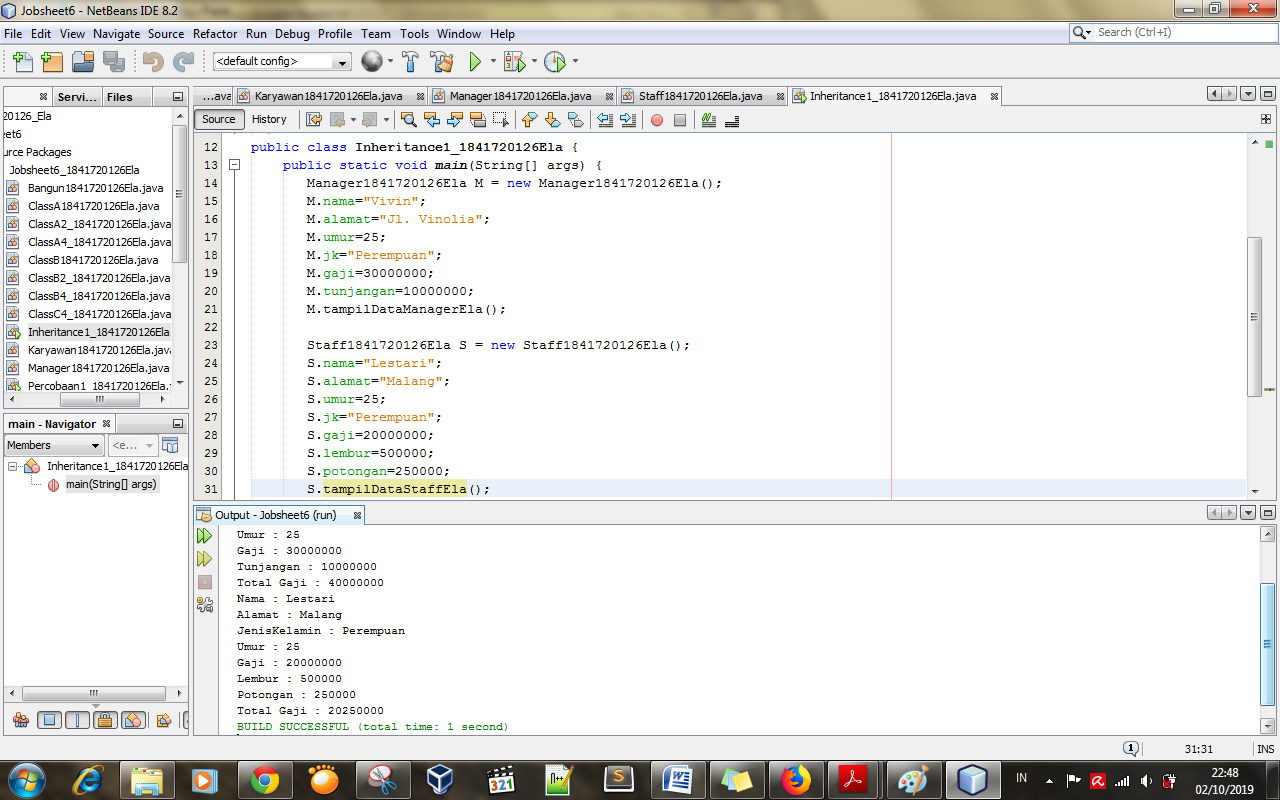 Jobsheet6 - NetBeans IDE 8.2
File Edit View Navigate Source Refactor Run Debug Profile Team Tools Window Help
Search (Ctrl+I)
<default config>
Servi... Files
...ava Karyawan1841720126Ela.java Manager1841720126Ela.java Staff1841720126Ela.java Inheritance1_1841720126Ela.java
Source History
20126_Ela
et6
urce Packages
Jobsheet6_1841720126Ela
Bangun1841720126Ela.java
ClassA1841720126Ela.java
ClassA2_1841720126Ela.java
ClassA4_1841720126Ela.java
ClassB1841720126Ela.java
ClassB2_1841720126Ela.java
ClassB4_1841720126Ela.java
ClassC4_1841720126Ela.java
Inheritance1_1841720126Ela
Karyawan1841720126Ela.java
Manager1841720126Ela.java
Percobaan1_1841720126Ela.j
12 public class Inheritance1_1841720126Ela {
13 public static void main(String[] args) {
14 Manager1841720126Ela M = new Manager1841720126Ela();
15 M.nama="Vivin";
16 M.alamat="Jl. Vinolia";
17 M.umur=25;
18 M.jk="Perempuan";
19 M.gaji=30000000;
20 M.tunjangan=10000000;
21 M.tampilDataManagerEla();
22
23 Staff1841720126Ela S = new Staff1841720126Ela();
24 S.nama="Lestari";
25 S.alamat="Malang";
26 S.umur=25;
27 S.jk="Perempuan";
28 S.gaji=20000000;
29 S.lembur=500000;
30 S.potongan=250000;
31 S.tampilDataStaffEla();
main - Navigator
Members <e...
Inheritance1_1841720126Ela
main(String[] args)
Output - Jobsheet6 (run)
Umur : 25
Gaji : 30000000
Tunjangan : 10000000
Total Gaji : 40000000
Nama : Lestari
Alamat : Malang
JenisKelamin : Perempuan
Umur : 25
Gaji : 20000000
Lembur : 500000
Potongan : 250000
Total Gaji : 20250000
BUILD SUCCESSFUL (total time: 1 second)
1 31:31 INS
321
IN
22:48
02/10/2019